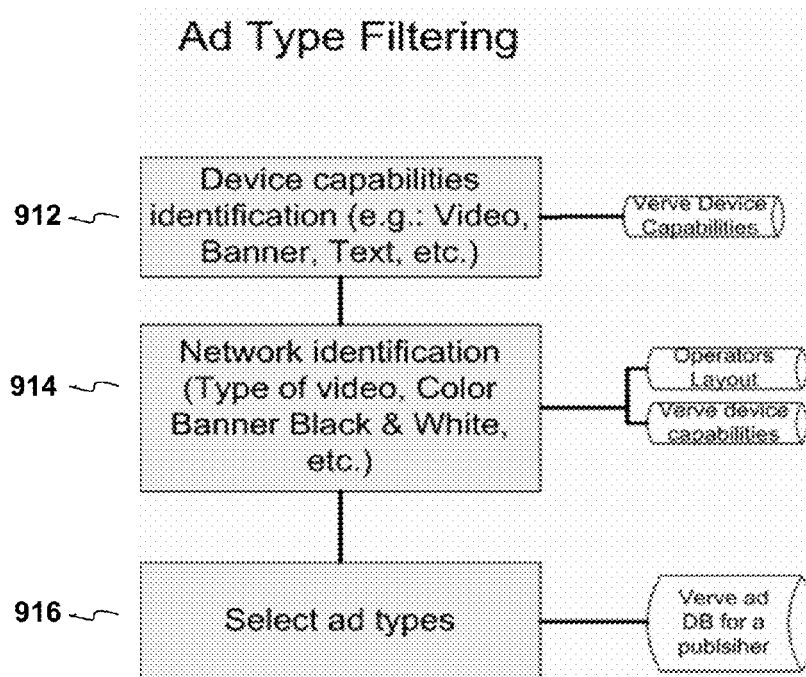 Ad Type Filtering
912
Device capabilities
identification (e.g.: Video,
Banner, Text, etc.)
Verve Device
Capabilities
914
Network identification
(Type of video, Color
Banner Black & White,
etc.)
Operators
Layout
Verve device
capabilities
916
Select ad types
Verve ad
DB for a
publsiher